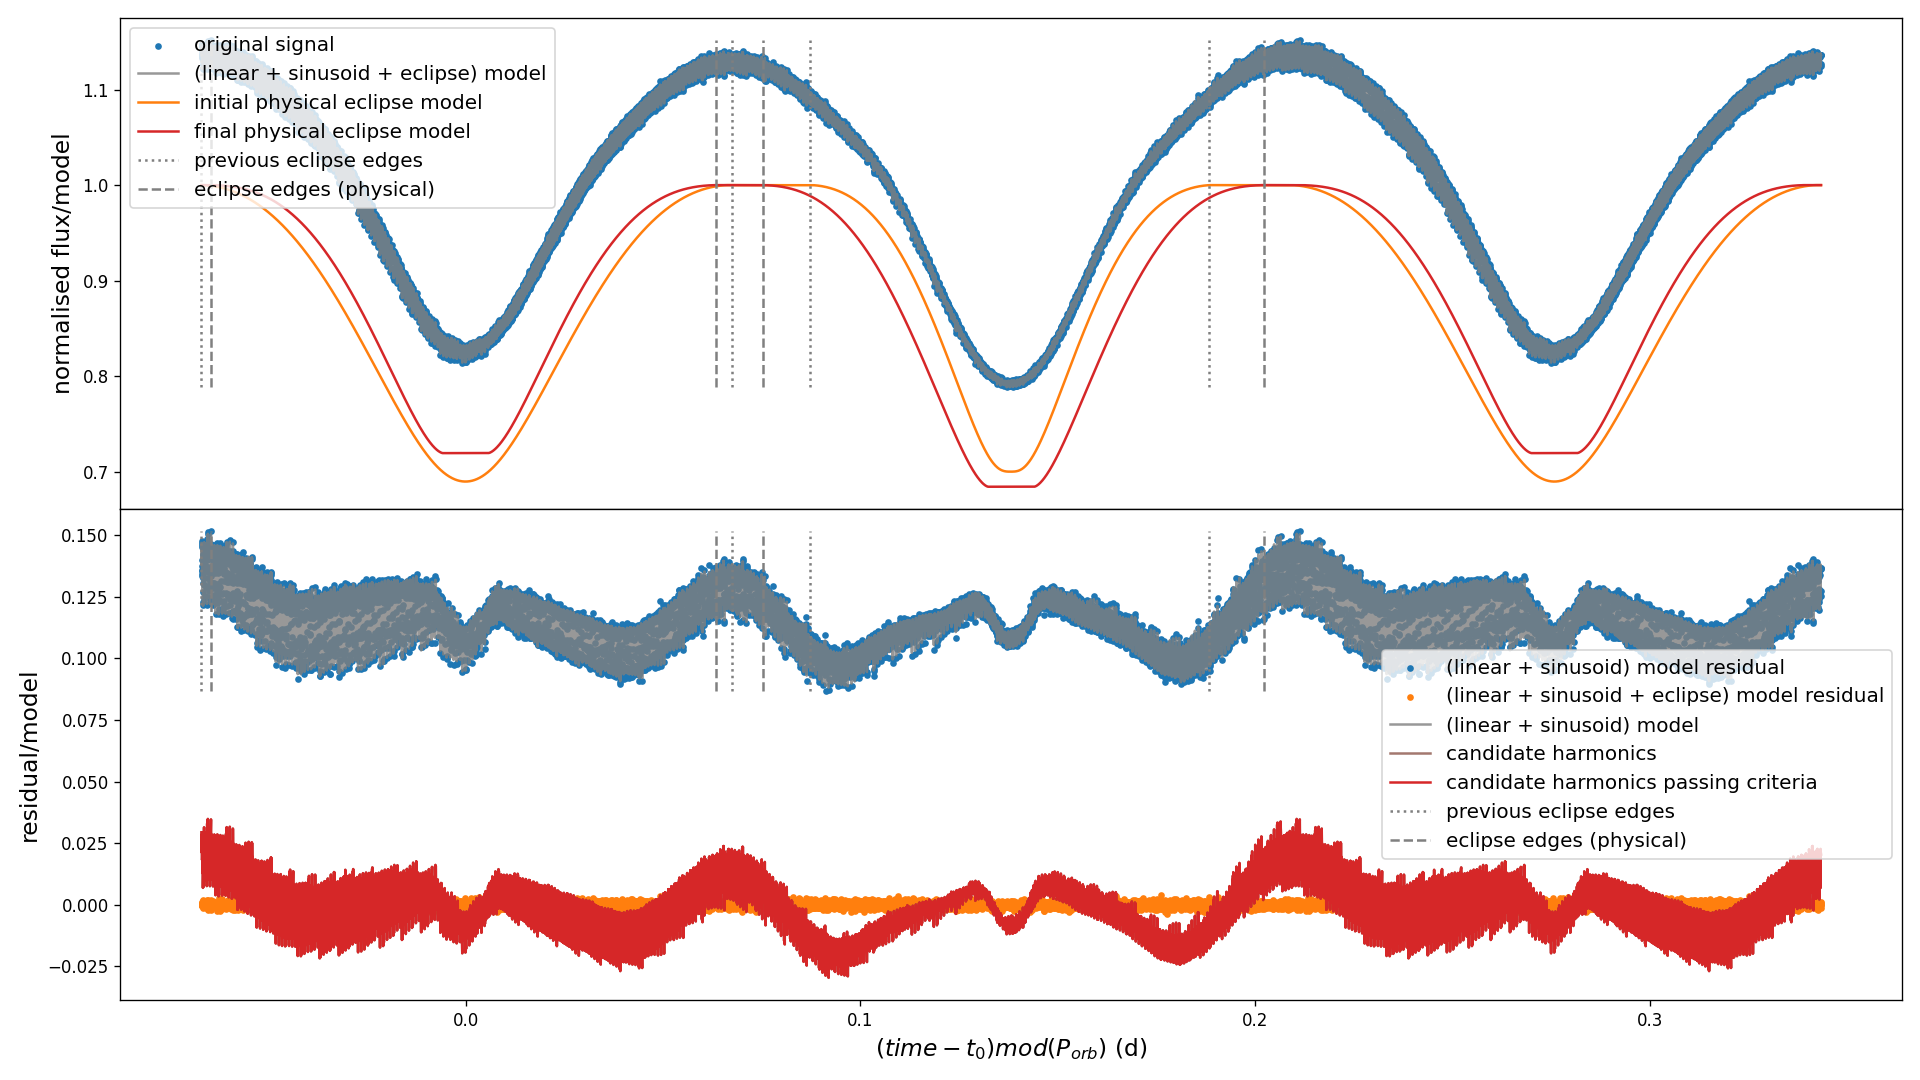 normalised flux/model
1.1
1.0
0.9
0.8
0.7
original signal
(linear + sinusoid + eclipse) model
initial physical eclipse model
final physical eclipse model
previous eclipse edges
eclipse edges (physical)
residual/model
0.150
0.125
0.100
0.075
0.050
0.025
0.000
−0.025
(linear + sinusoid) model residual
(linear + sinusoid + eclipse) model residual
(linear + sinusoid) model
candidate harmonics
candidate harmonics passing criteria
previous eclipse edges
eclipse edges (physical)
0.0 0.1 0.2 0.3
(time − t₀)mod(Pₒᵣᵦ) (d)